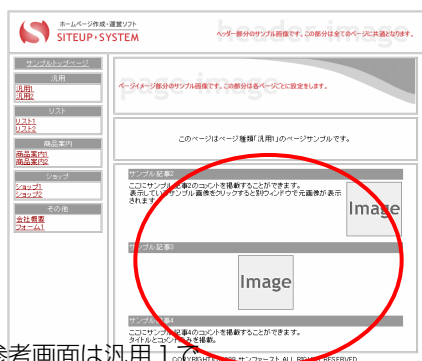 ホームページ作成・運営ソフト
SITEUP・SYSTEM
header image
ヘッダー部分のサンプル画像です。この部分は全てのページに共通となります。
サンプルトップページ
汎用
汎用1
汎用2
リスト
リスト1
リスト2
商品案内
商品案内1
商品案内2
ショップ
ショップ1
ショップ2
その他
会社概要
フォーム1
page image
ページイメージ部分のサンプル画像です。この部分は各ページごとに設定をします。
このページはページ種類「汎用1」のページサンプルです。
サンプル記事2
ここにサンプル記事2のコメントを掲載することができます。
表示しているサンプル画像をクリックすると別ウィンドウで元画像が表示
されます。
Image
サンプル記事3
Image
サンプル記事4
ここにサンプル記事4のコメントを掲載することができます。
タイトルとコメントのみを掲載。
参考画面は汎用１で
サンファースト ALL RIGHTS RESERVED